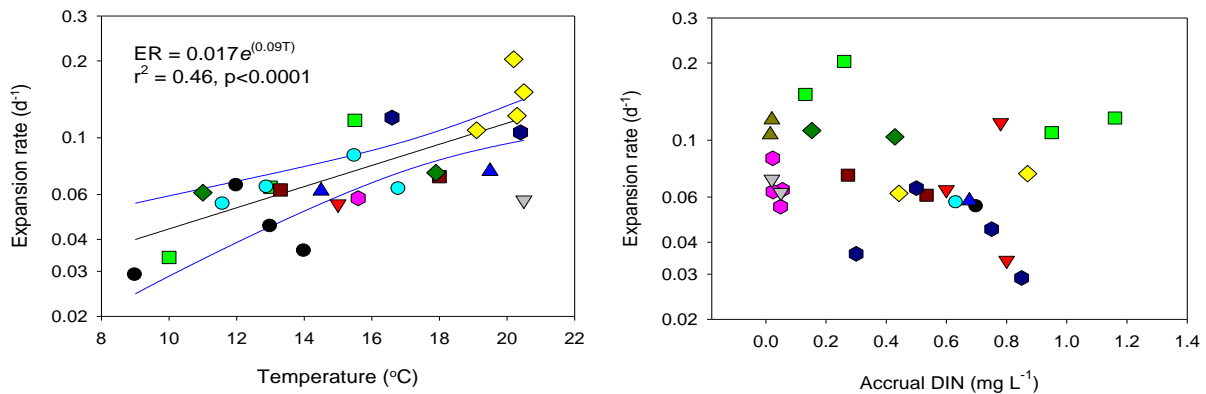 ER = 0.017e^(0.09T)
r² = 0.46, p<0.0001
Expansion rate (d⁻¹)
0.3
0.2
0.1
0.06
0.04
0.03
0.02
8 10 12 14 16 18 20 22
Temperature (°C)
Expansion rate (d⁻¹)
0.3
0.2
0.1
0.06
0.04
0.03
0.02
0.0 0.2 0.4 0.6 0.8 1.0 1.2 1.4
Accrual DIN (mg L⁻¹)